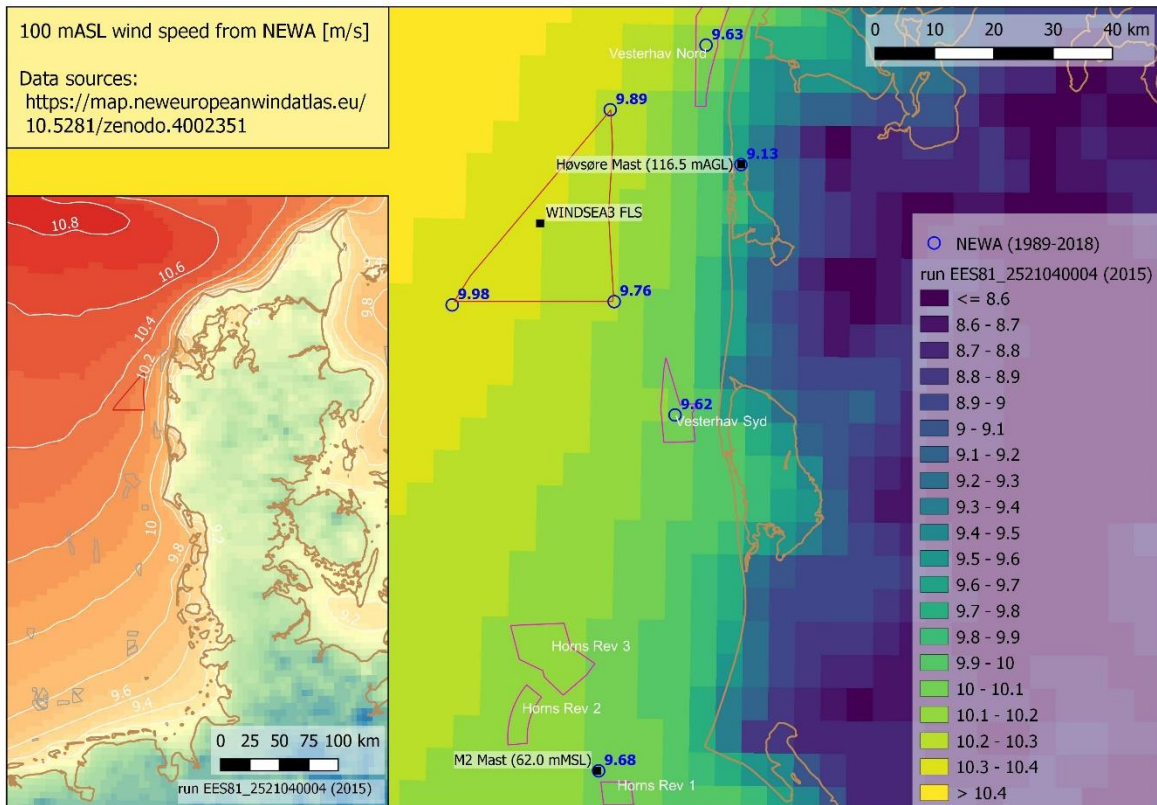 100 mASL wind speed from NEWA [m/s]
Data sources:
https://map.neweuropeanwindatlas.eu/
10.5281/zenodo.4002351
0 10 20 30 40 km
9.63
Vesterhav Nord
9.89
Høvsøre Mast (116.5 mAGL)
9.13
WINDSEA3 FLS
9.98
9.76
9.62
Vesterhav Syd
Horns Rev 3
Horns Rev 2
M2 Mast (62.0 mMSL)
9.68
Horns Rev 1
NEWA (1989-2018)
run EES81_2521040004 (2015)
<= 8.6
8.6 - 8.7
8.7 - 8.8
8.8 - 8.9
8.9 - 9
9 - 9.1
9.1 - 9.2
9.2 - 9.3
9.3 - 9.4
9.4 - 9.5
9.5 - 9.6
9.6 - 9.7
9.7 - 9.8
9.8 - 9.9
9.9 - 10
10 - 10.1
10.1 - 10.2
10.2 - 10.3
10.3 - 10.4
> 10.4
10.8
10.6
10.4
10.2
9.8
10
9.8
9.2
9.2
9.6
9.4
0 25 50 75 100 km
run EES81_2521040004 (2015)